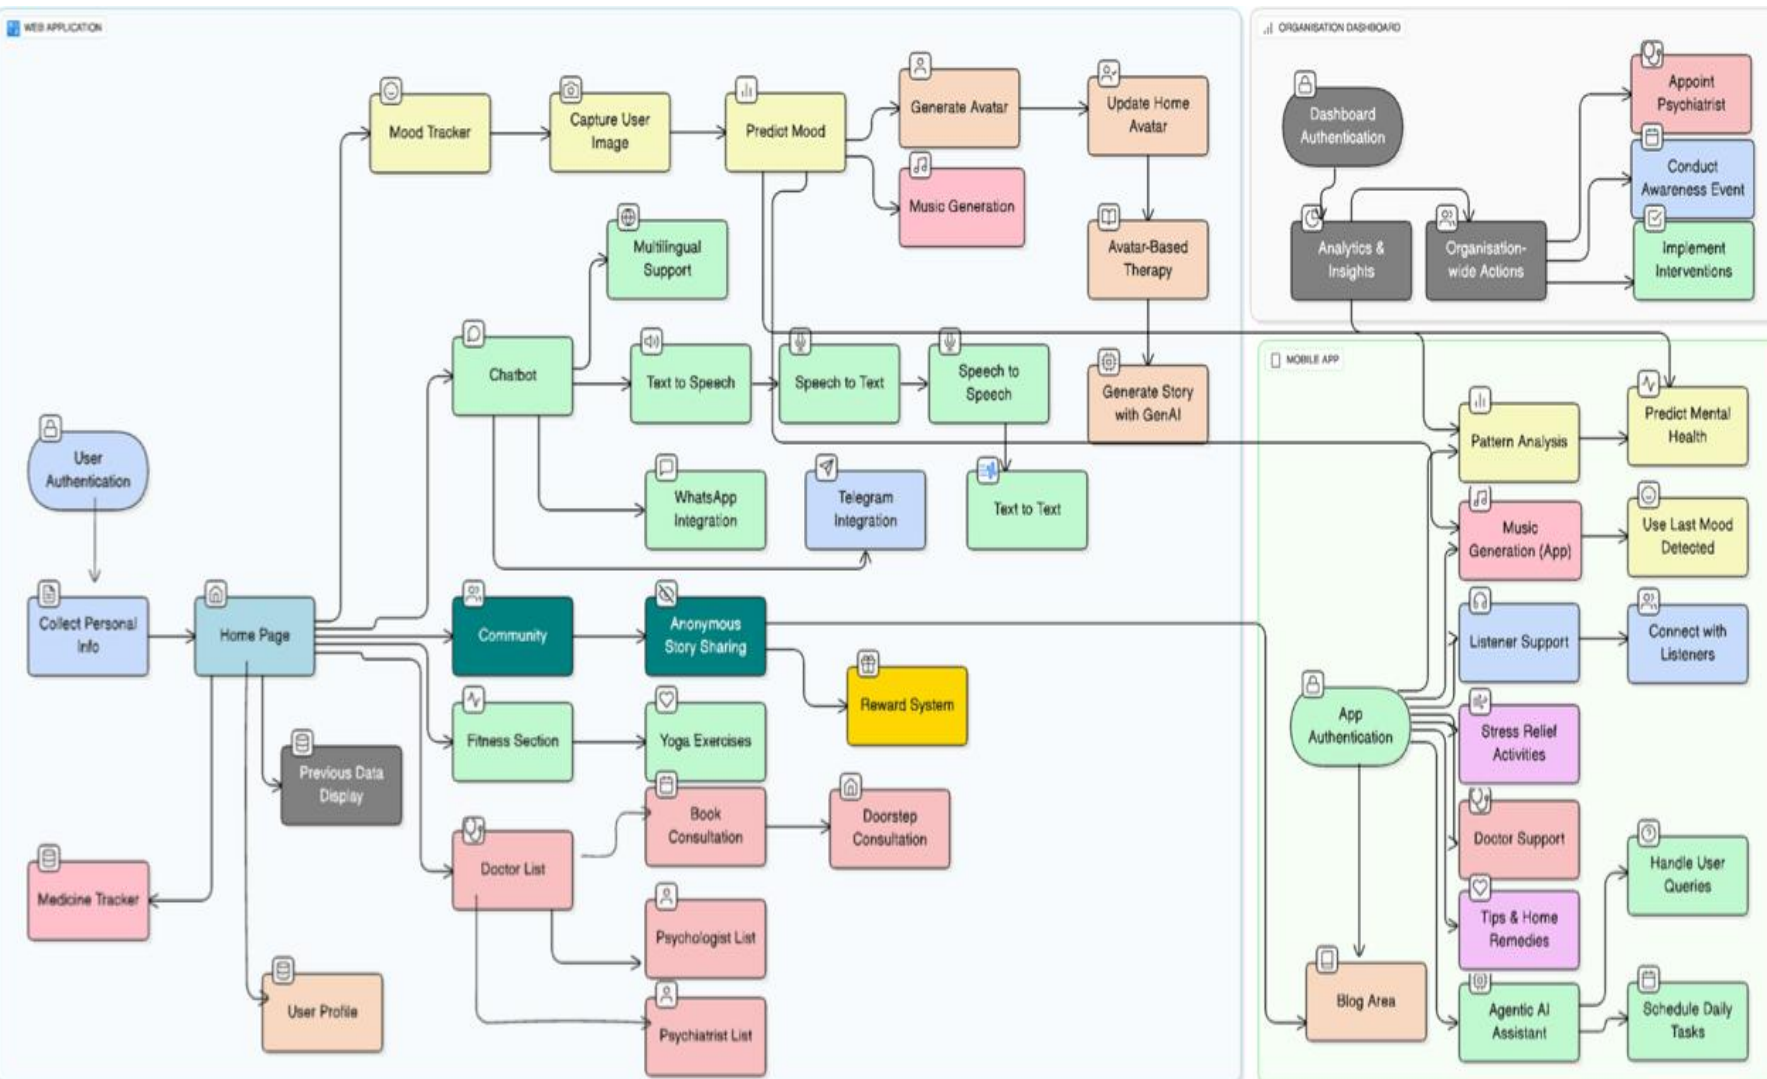 WEB APPLICATION
Mood Tracker
Capture User
Image
Predict Mood
Generate Avatar
Update Home
Avatar
Music Generation
Multilingual
Support
Avatar-Based
Therapy
Chatbot
Text to Speech
Speech to Text
Speech to
Speech
Generate Story
with GenAI
User
Authentication
WhatsApp
Integration
Telegram
Integration
Text to Text
Collect Personal
Info
Home Page
Community
Anonymous
Story Sharing
Reward System
Fitness Section
Yoga Exercises
Previous Data
Display
Book
Consultation
Doorstep
Consultation
Doctor List
Medicine Tracker
Psychologist List
User Profile
Psychiatrist List
ORGANISATION DASHBOARD
Dashboard
Authentication
Appoint
Psychiatrist
Conduct
Awareness Event
Analytics &
Insights
Organisation-
wide Actions
Implement
Interventions
MOBILE APP
Pattern Analysis
Predict Mental
Health
Music
Generation (App)
Use Last Mood
Detected
Listener Support
Connect with
Listeners
App
Authentication
Stress Relief
Activities
Doctor Support
Handle User
Queries
Tips & Home
Remedies
Blog Area
Agentic AI
Assistant
Schedule Daily
Tasks